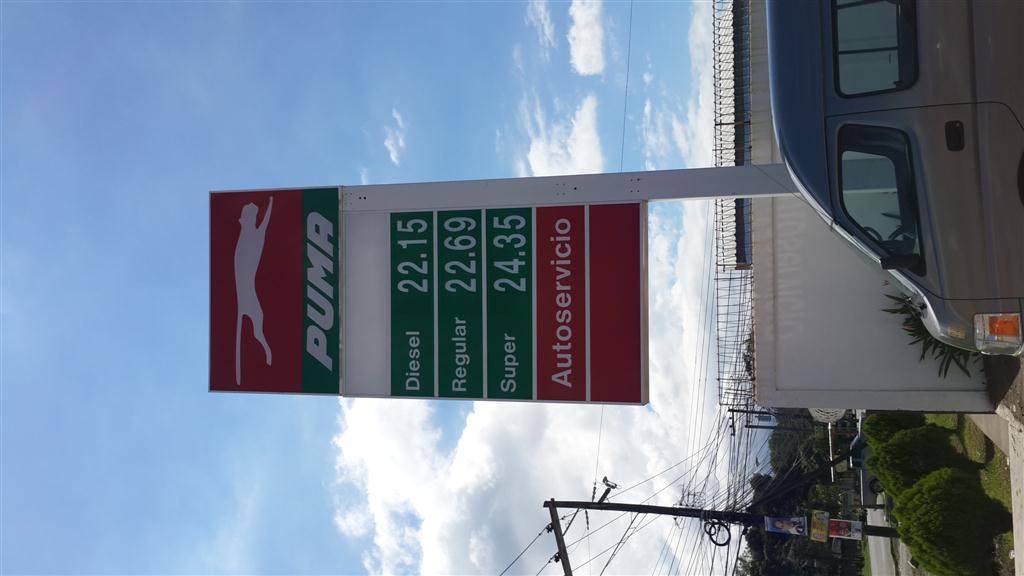 PUMA
Diesel 22.15
Regular 22.69
Super 24.35
Autoservicio